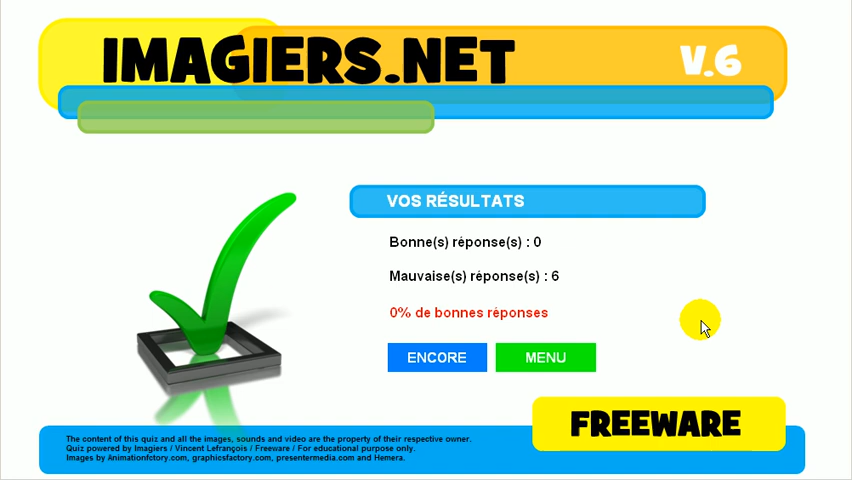 IMAGIERS.NET
V.6
VOS RÉSULTATS
Bonne(s) réponse(s) : 0
Mauvaise(s) réponse(s) : 6
0% de bonnes réponses
ENCORE
MENU
FREEWARE
The content of this quiz and all the images, sounds and video are the property of their respective owner.
Quiz powered by Imagiers / Vincent Lefrançois / Freeware / For educational purpose only.
Images by Animationfctory.com, graphicsfactory.com, presentermedia.com and Hemera.